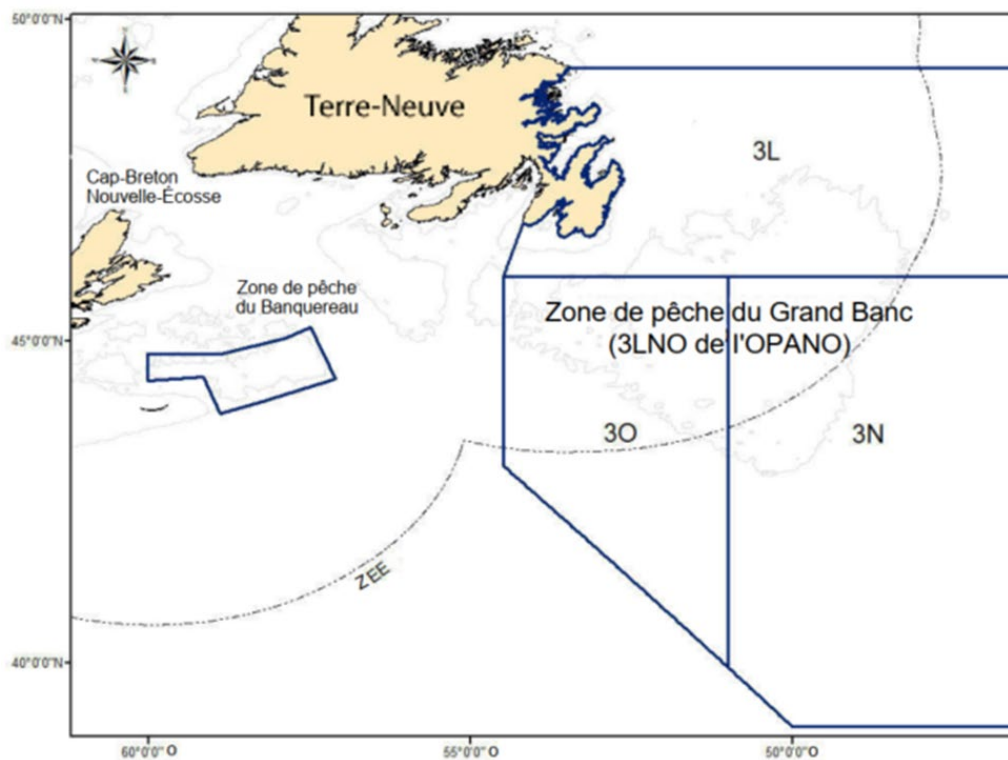 50°0'0"N
Terre-Neuve
3L
Cap-Breton
Nouvelle-Écosse
Zone de pêche
du Banquereau
Zone de pêche du Grand Banc
(3LNO de l'OPANO)
45°0'0"N
3O
3N
ZEE
40°0'0"N
60°0'0" O
55°0'0" O
50°0'0" O